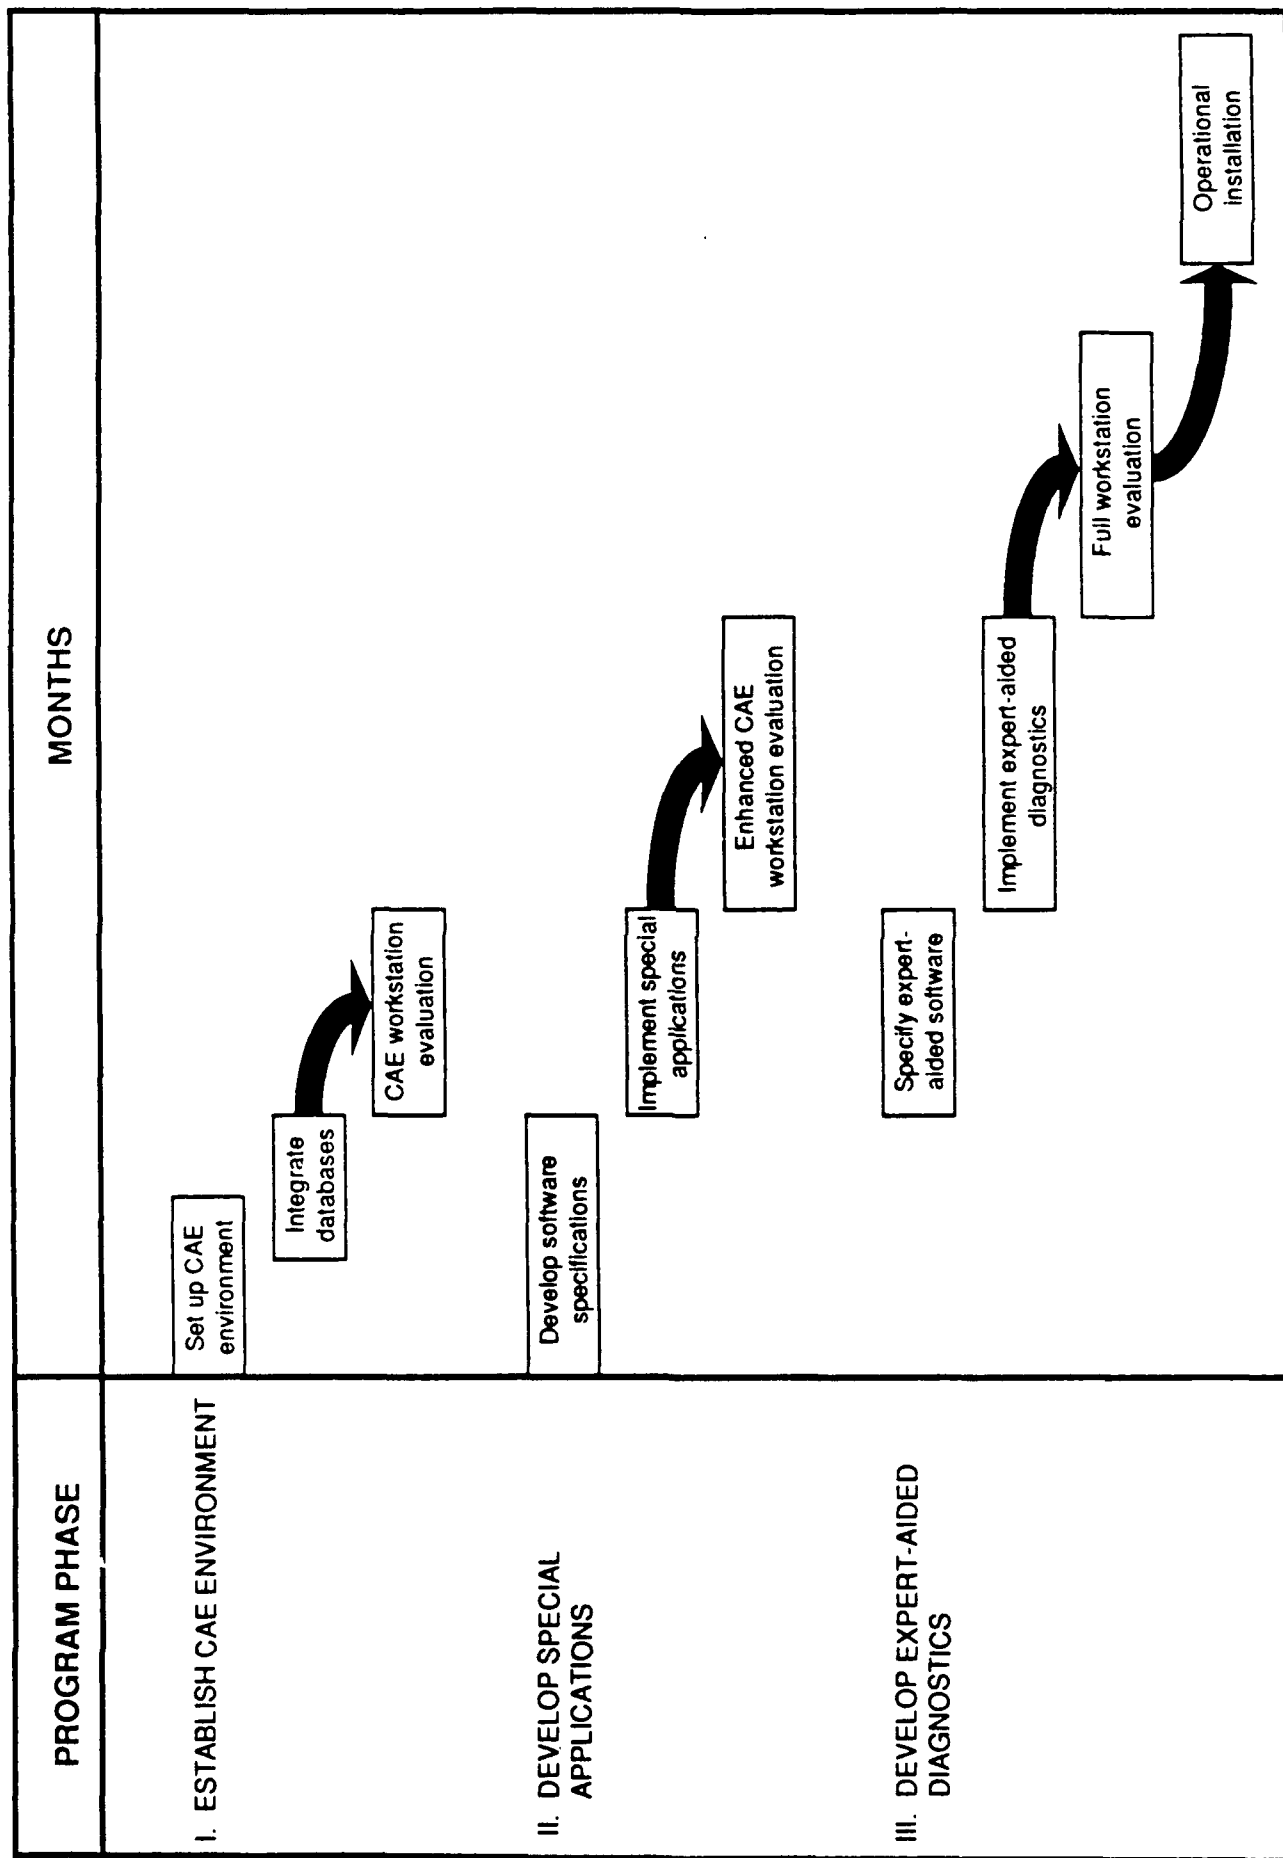 PROGRAM PHASE
MONTHS
I. ESTABLISH CAE ENVIRONMENT
Set up CAE
environment
Integrate
databases
CAE workstation
evaluation
II. DEVELOP SPECIAL
APPLICATIONS
Develop software
specifications
Implement special
applications
Enhanced CAE
workstation evaluation
III. DEVELOP EXPERT-AIDED
DIAGNOSTICS
Specify expert-
aided software
Implement expert-aided
diagnostics
Full workstation
evaluation
Operational
installation